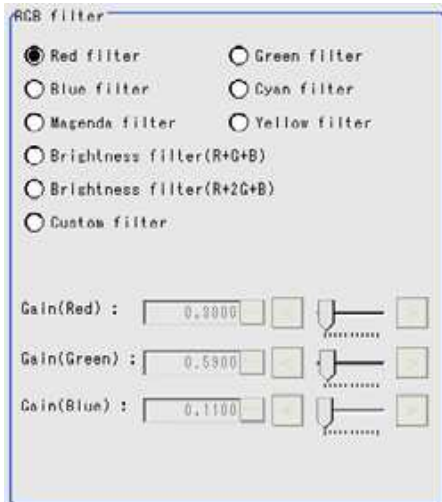 RGB filter
Red filter
Green filter
Blue filter
Cyan filter
Magenda filter
Yellow filter
Brightness filter(R+G+B)
Brightness filter(R+2G+B)
Custom filter
Gain(Red) : 0.3000
Gain(Green) : 0.5900
Gain(Blue) : 0.1100